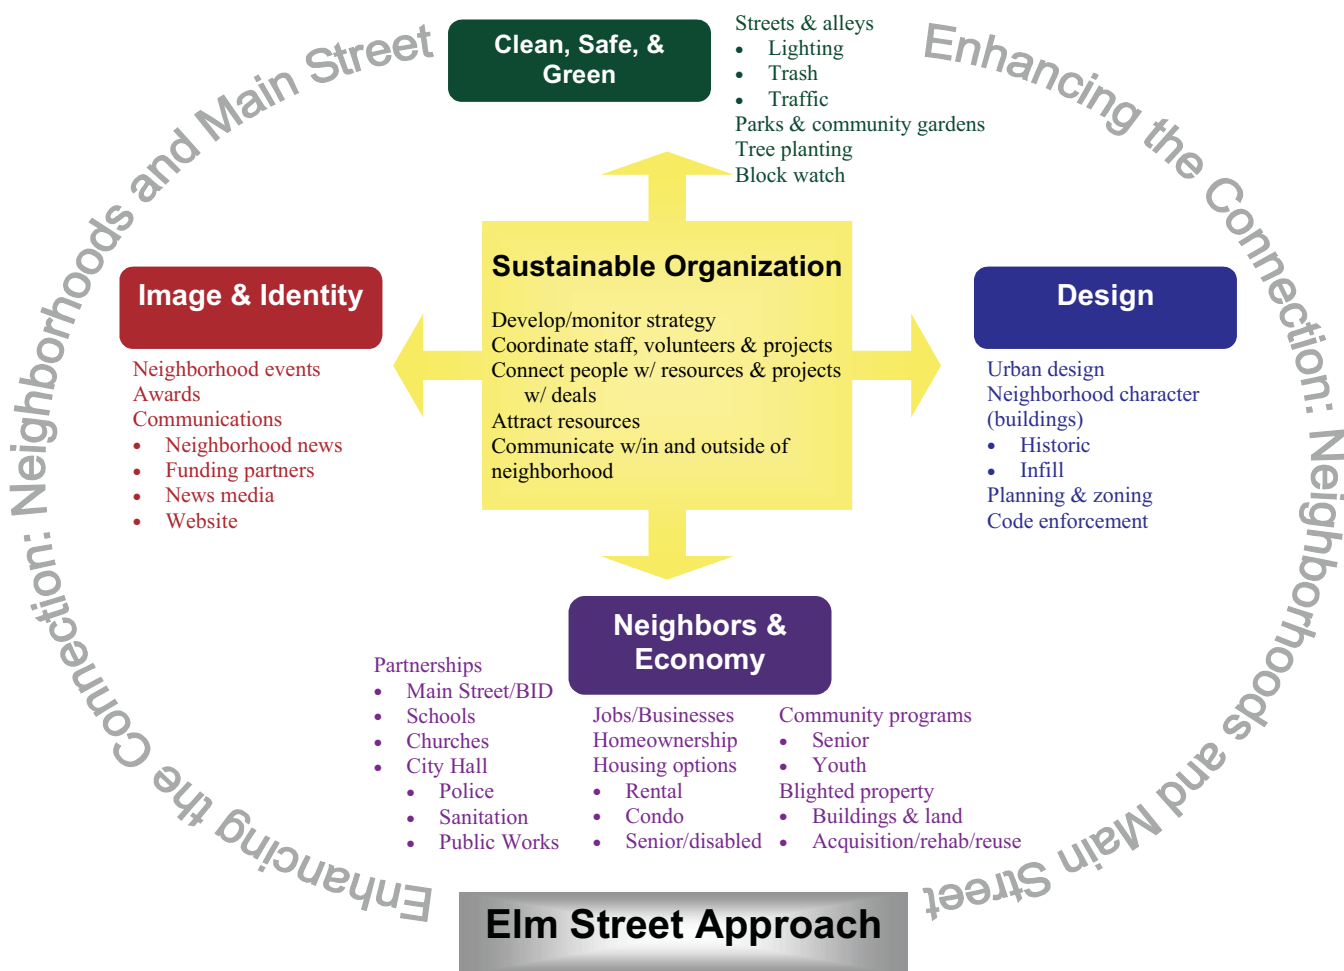 Enhancing the Connection: Neighborhoods and Main Street
Clean, Safe, &
Green
Streets & alleys
• Lighting
• Trash
• Traffic
Parks & community gardens
Tree planting
Block watch
Enhancing the Connection: Neighborhoods and Main Street
Image & Identity
Neighborhood events
Awards
Communications
• Neighborhood news
• Funding partners
• News media
• Website
Sustainable Organization
Develop/monitor strategy
Coordinate staff, volunteers & projects
Connect people w/ resources & projects
w/ deals
Attract resources
Communicate w/in and outside of
neighborhood
Design
Urban design
Neighborhood character
(buildings)
• Historic
• Infill
Planning & zoning
Code enforcement
Neighbors &
Economy
Partnerships
• Main Street/BID
• Schools
• Churches
• City Hall
• Police
• Sanitation
• Public Works
Jobs/Businesses
Homeownership
Housing options
• Rental
• Condo
• Senior/disabled
Community programs
• Senior
• Youth
Blighted property
• Buildings & land
• Acquisition/rehab/reuse
Elm Street Approach